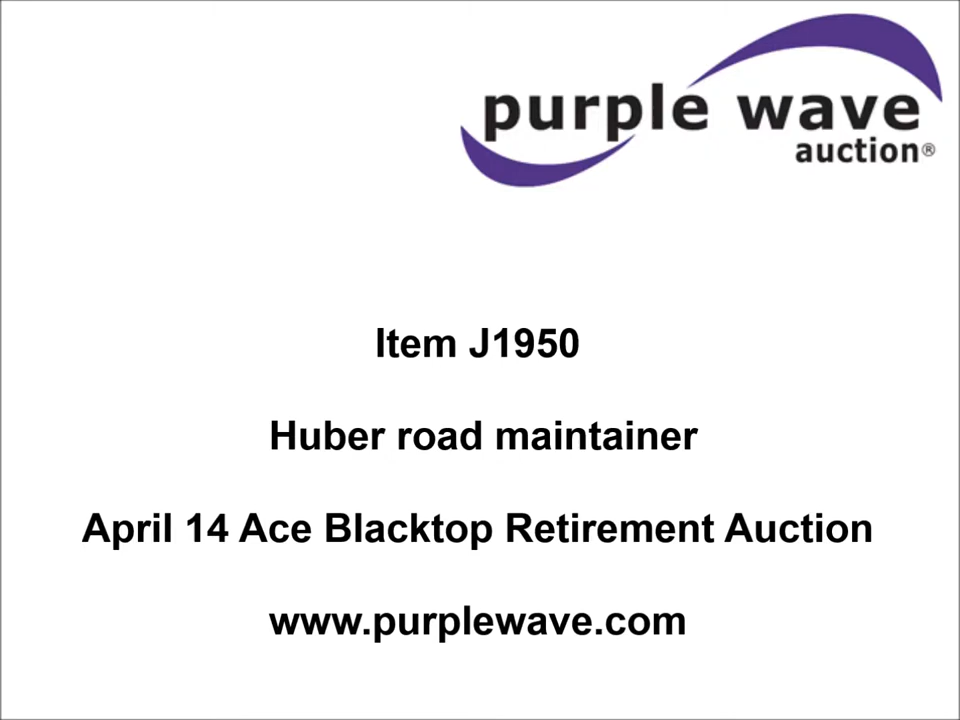 purple wave
auction®
Item J1950
Huber road maintainer
April 14 Ace Blacktop Retirement Auction
www.purplewave.com